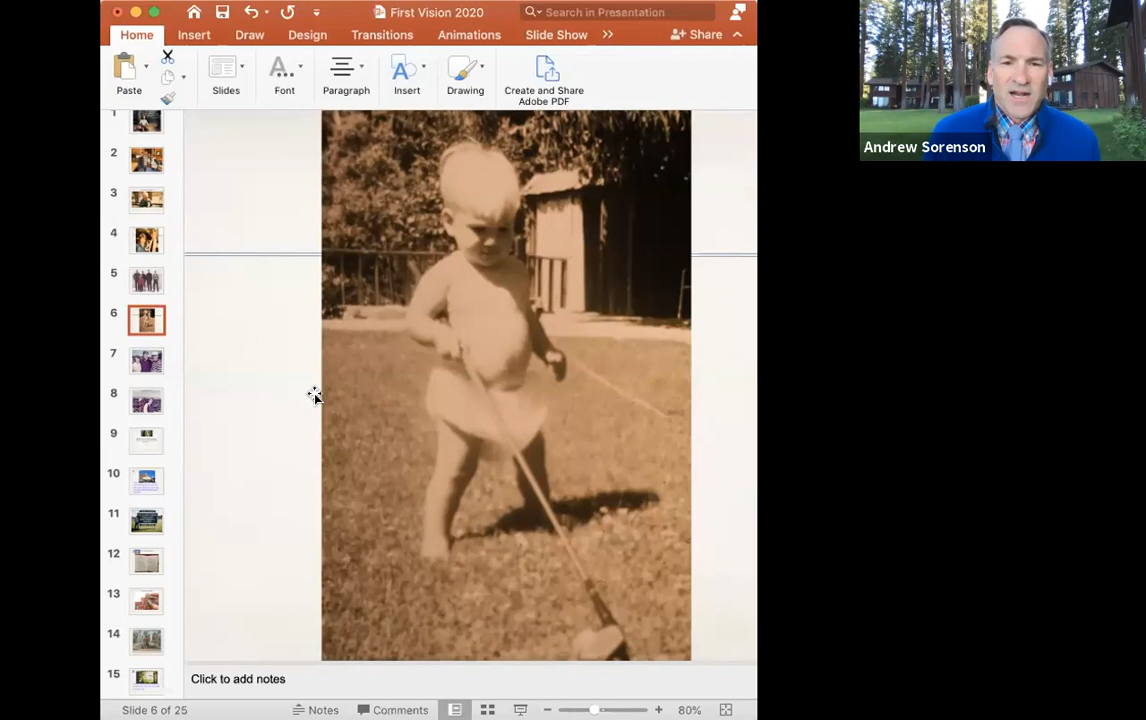 First Vision 2020
Search in Presentation
Home Insert Draw Design Transitions Animations Slide Show Share
Paste Slides Font Paragraph Insert Drawing Create and Share
Adobe PDF
1
2
3
4
5
6
7
8
9
10
11
12
13
14
15
Click to add notes
Slide 6 of 25 Notes Comments 80%
Andrew Sorenson